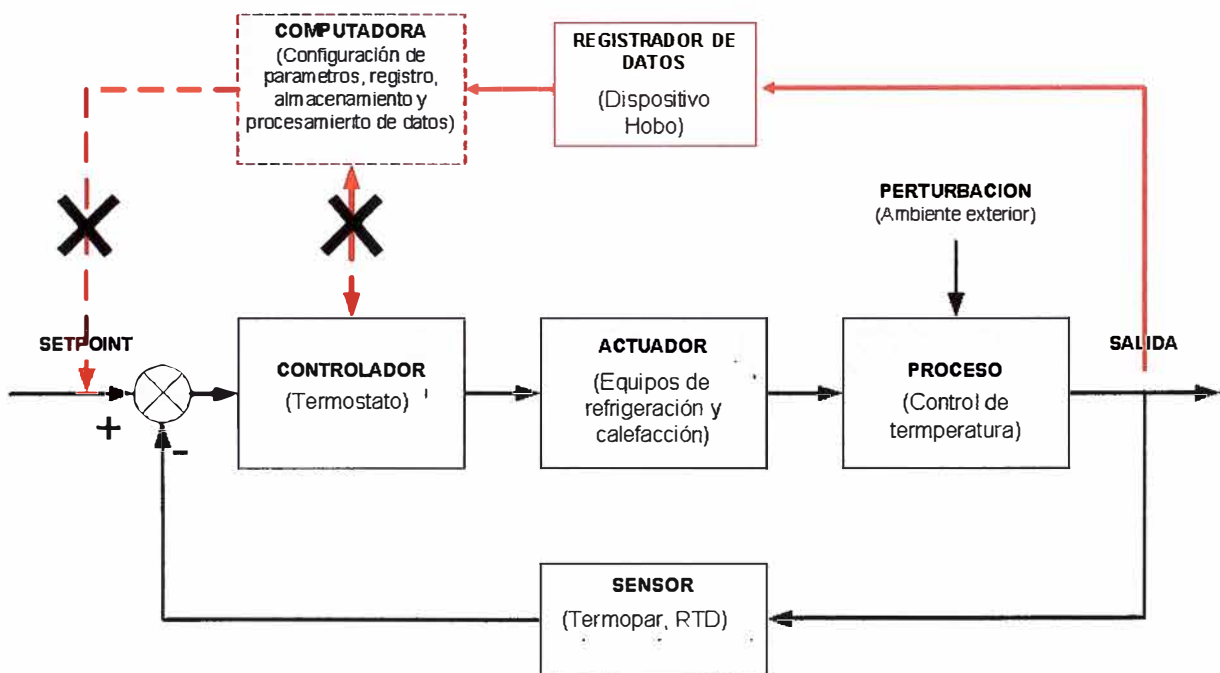 COMPUTADORA
(Configuración de
parametros, registro,
almacenamiento y
procesamiento de datos)
REGISTRADOR DE
DATOS
(Dispositivo
Hobo)
PERTURBACION
(Ambiente exterior)
SETPOINT
+
-
CONTROLADOR
(Termostato)
ACTUADOR
(Equipos de
refrigeración y
calefacción)
PROCESO
(Control de
termperatura)
SALIDA
SENSOR
(Termopar, RTD)